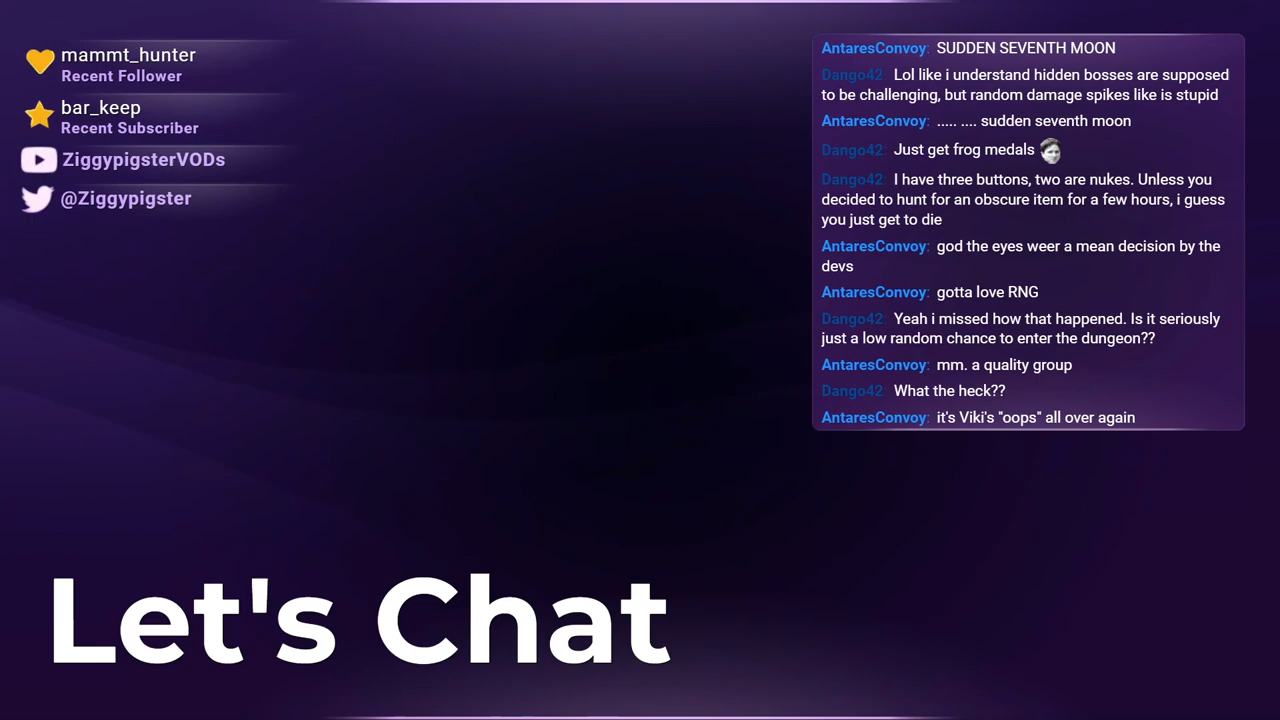 mammt_hunter
Recent Follower
bar_keep
Recent Subscriber
ZiggypigsterVODs
@Ziggypigster
AntaresConvoy: SUDDEN SEVENTH MOON
Dango42: Lol like i understand hidden bosses are supposed
to be challenging, but random damage spikes like is stupid
AntaresConvoy: ..... .... sudden seventh moon
Dango42: Just get frog medals
Dango42: I have three buttons, two are nukes. Unless you
decided to hunt for an obscure item for a few hours, i guess
you just get to die
AntaresConvoy: god the eyes weer a mean decision by the
devs
AntaresConvoy: gotta love RNG
Dango42: Yeah i missed how that happened. Is it seriously
just a low random chance to enter the dungeon??
AntaresConvoy: mm. a quality group
Dango42: What the heck??
AntaresConvoy: it's Viki's "oops" all over again
Let's Chat